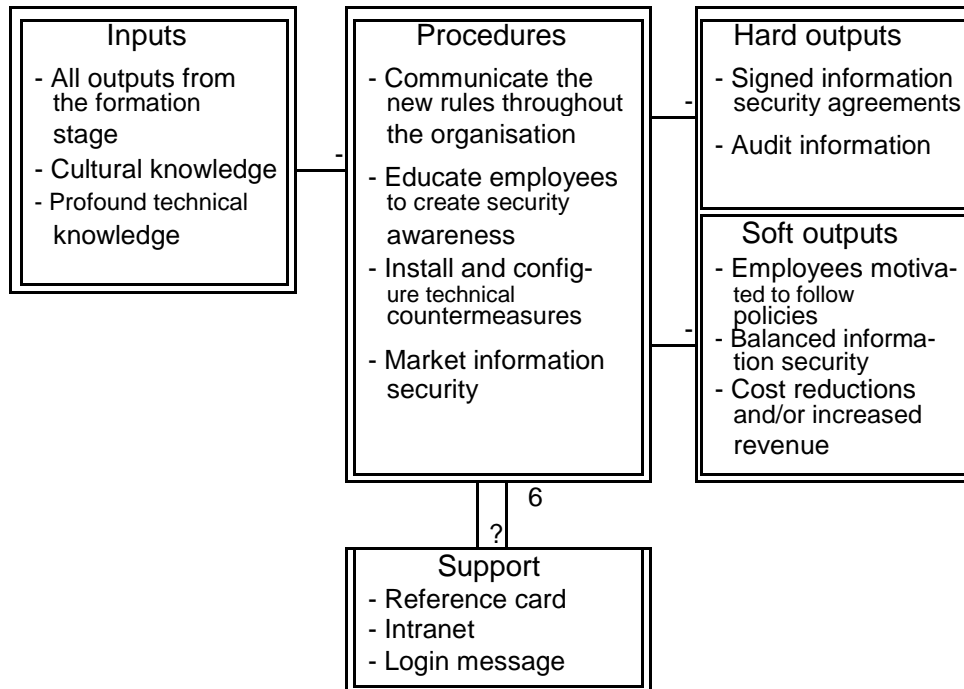 Inputs
- All outputs from
the formation
stage
- Cultural knowledge
- Profound technical
knowledge
-
Procedures
- Communicate the
new rules throughout
the organisation
- Educate employees
to create security
awareness
- Install and config-
ure technical
countermeasures
- Market information
security
-
Hard outputs
- Signed information
security agreements
- Audit information
-
Soft outputs
- Employees motiva-
ted to follow
policies
- Balanced informa-
tion security
- Cost reductions
and/or increased
revenue
6
?
Support
- Reference card
- Intranet
- Login message